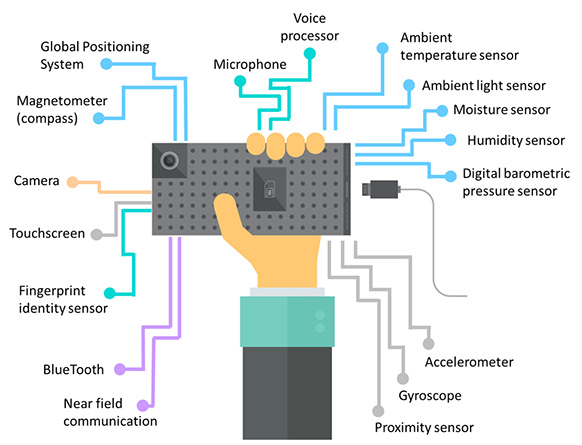 Voice
processor
Global Positioning
System
Microphone
Ambient
temperature sensor
Magnetometer
(compass)
Ambient light sensor
Moisture sensor
Humidity sensor
Camera
Digital barometric
pressure sensor
Touchscreen
Fingerprint
identity sensor
BlueTooth
Accelerometer
Near field
communication
Gyroscope
Proximity sensor